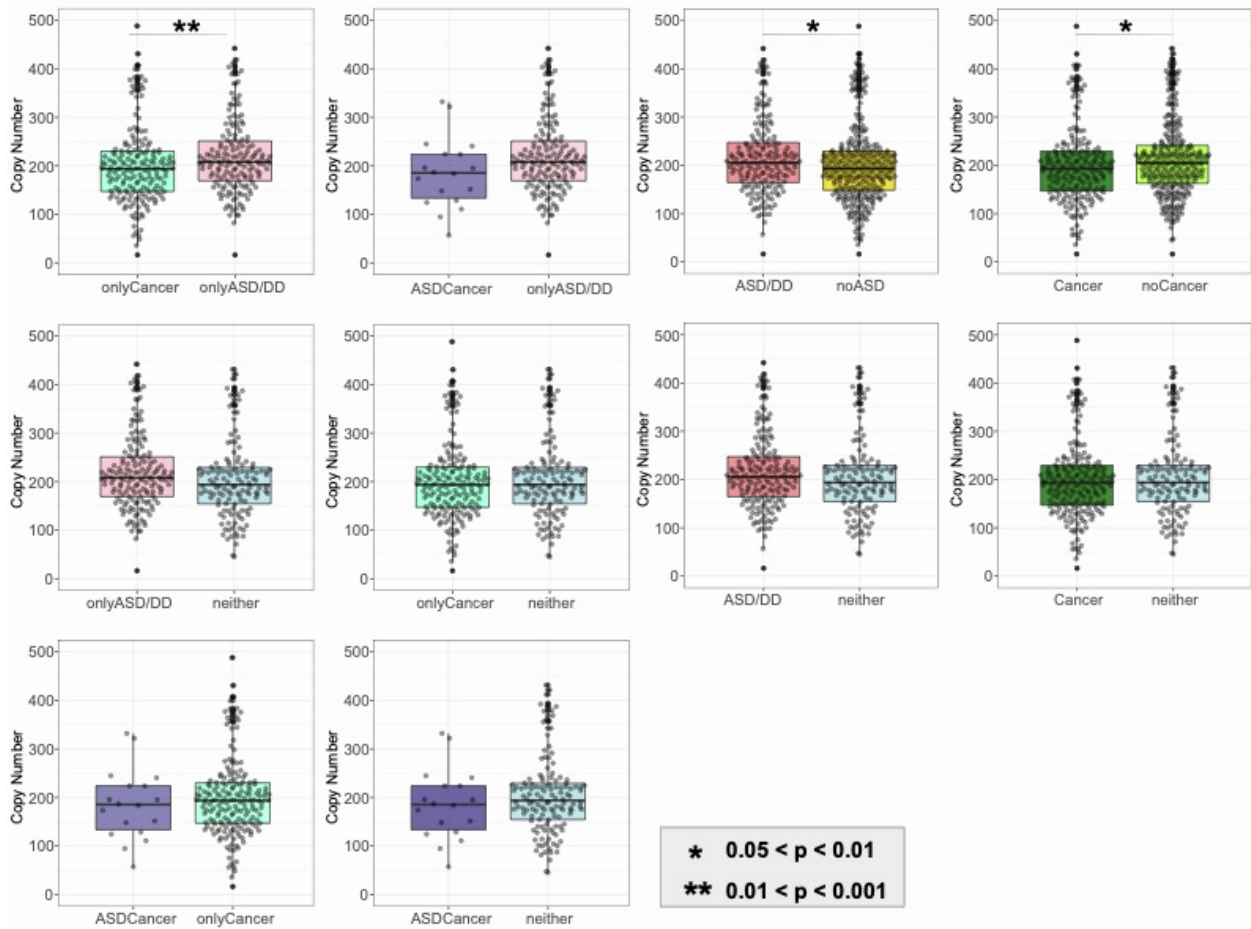 **
*
*
500
400
300
200
100
0
Copy Number
onlyCancer onlyASD/DD
500
400
300
200
100
0
Copy Number
ASDCancer onlyASD/DD
500
400
300
200
100
0
Copy Number
ASD/DD noASD
500
400
300
200
100
0
Copy Number
Cancer noCancer
500
400
300
200
100
0
Copy Number
onlyASD/DD neither
500
400
300
200
100
0
Copy Number
onlyCancer neither
500
400
300
200
100
0
Copy Number
ASD/DD neither
500
400
300
200
100
0
Copy Number
Cancer neither
500
400
300
200
100
0
Copy Number
ASDCancer onlyCancer
500
400
300
200
100
0
Copy Number
ASDCancer neither
* 0.05 < p < 0.01
** 0.01 < p < 0.001